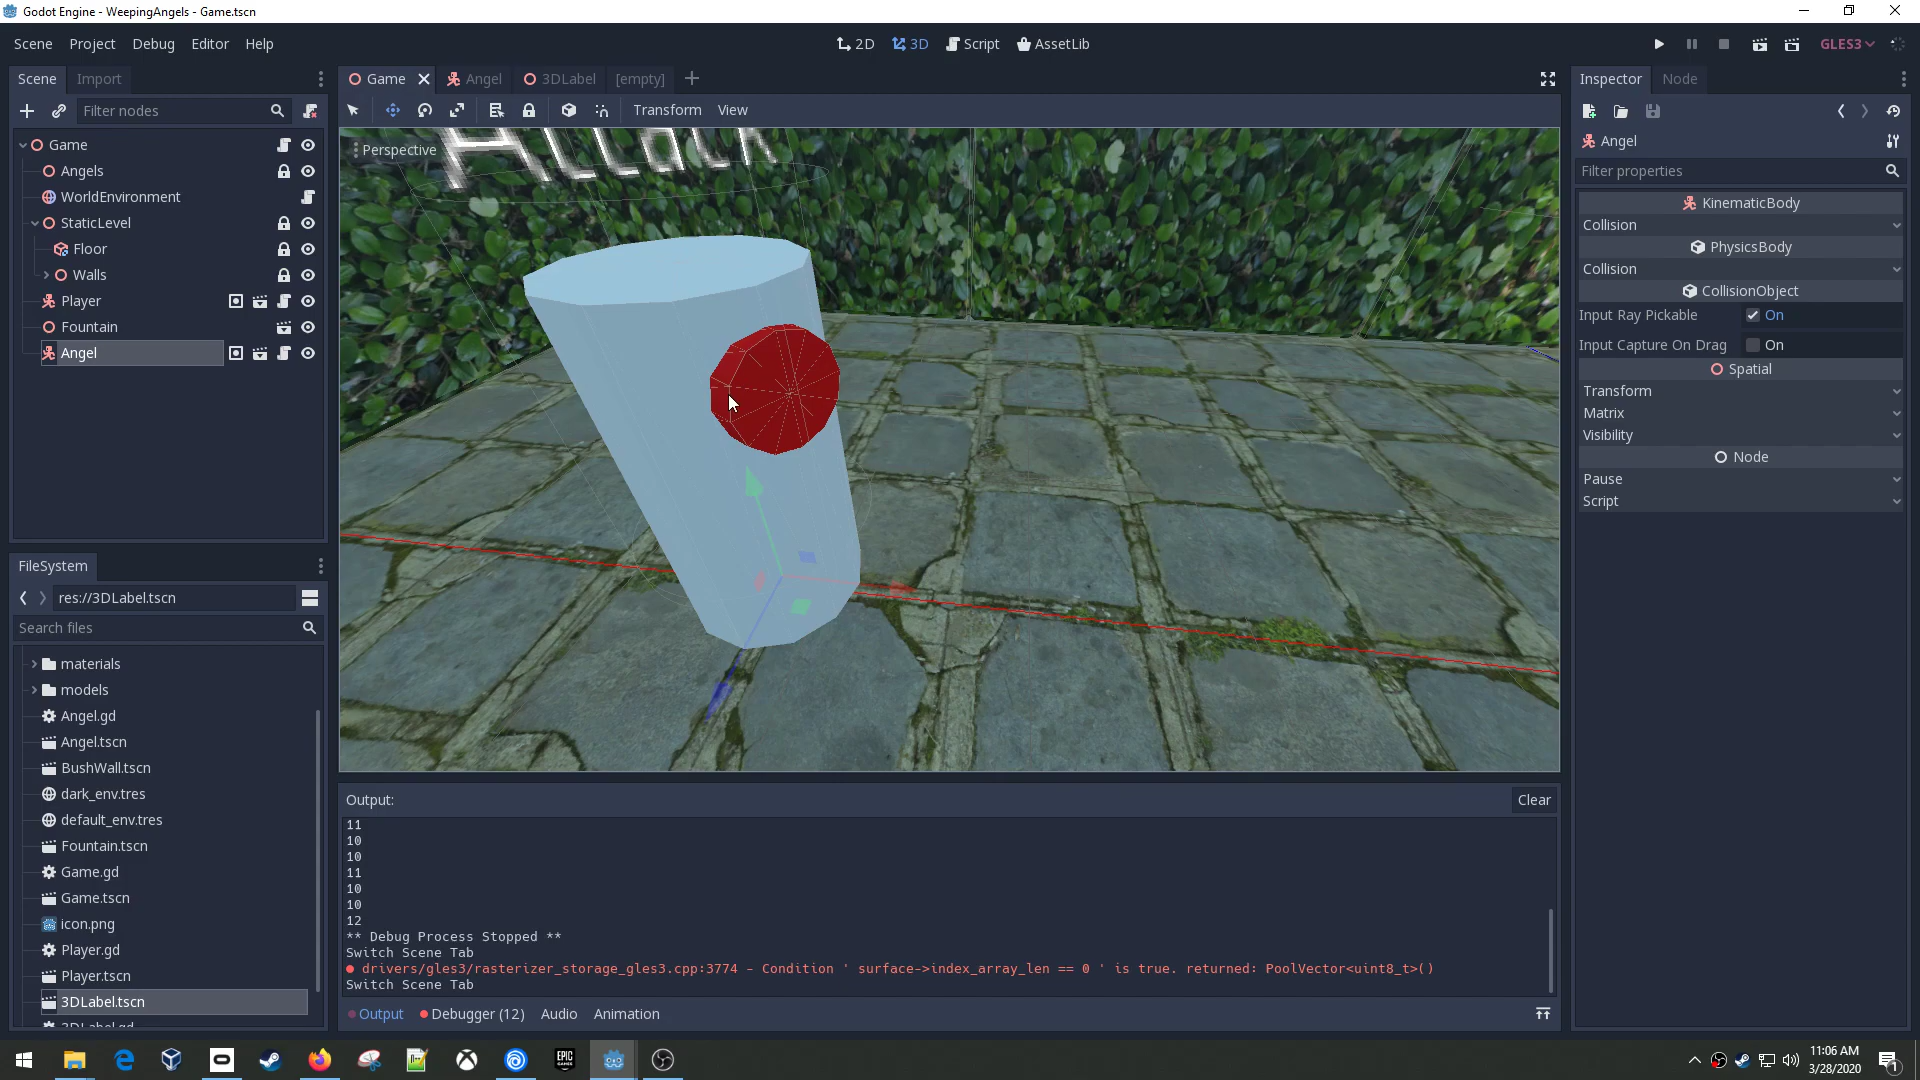 Godot Engine - WeepingAngels - Game.tscn
Scene Project Debug Editor Help
2D 3D Script AssetLib
GLES3
Scene Import
Filter nodes
Game
Angels
WorldEnvironment
StaticLevel
Floor
Walls
Player
Fountain
Angel
FileSystem
res://3DLabel.tscn
Search files
materials
models
Angel.gd
Angel.tscn
BushWall.tscn
dark_env.tres
default_env.tres
Fountain.tscn
Game.gd
Game.tscn
icon.png
Player.gd
Player.tscn
3DLabel.tscn
3DLabel.gd
Game Angel 3DLabel [empty]
Transform View
Perspective
Attack
Output:
Clear
11
10
10
11
10
10
12
** Debug Process Stopped **
Switch Scene Tab
drivers/gles3/rasterizer_storage_gles3.cpp:3774 - Condition ' surface->index_array_len == 0 ' is true. returned: PoolVector<uint8_t>()
Switch Scene Tab
Output Debugger (12) Audio Animation
Inspector Node
Angel
Filter properties
KinematicBody
Collision
PhysicsBody
Collision
CollisionObject
Input Ray Pickable On
Input Capture On Drag On
Spatial
Transform
Matrix
Visibility
Node
Pause
Script
EPIC
GAMES
11:06 AM
3/28/2020
1